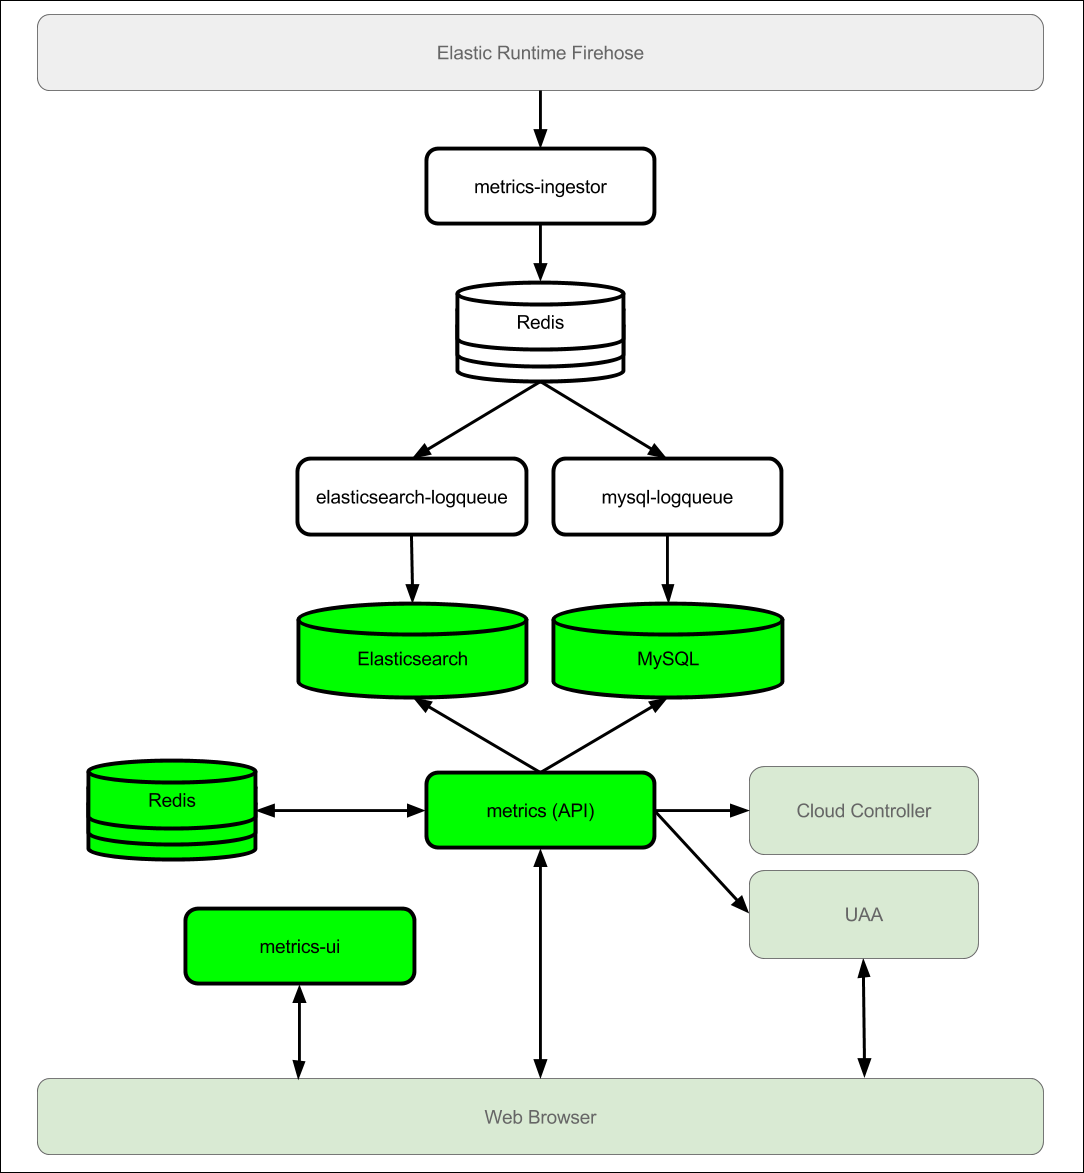 Elastic Runtime Firehose
metrics-ingestor
Redis
elasticsearch-logqueue
mysql-logqueue
Elasticsearch
MySQL
Redis
metrics (API)
Cloud Controller
UAA
metrics-ui
Web Browser